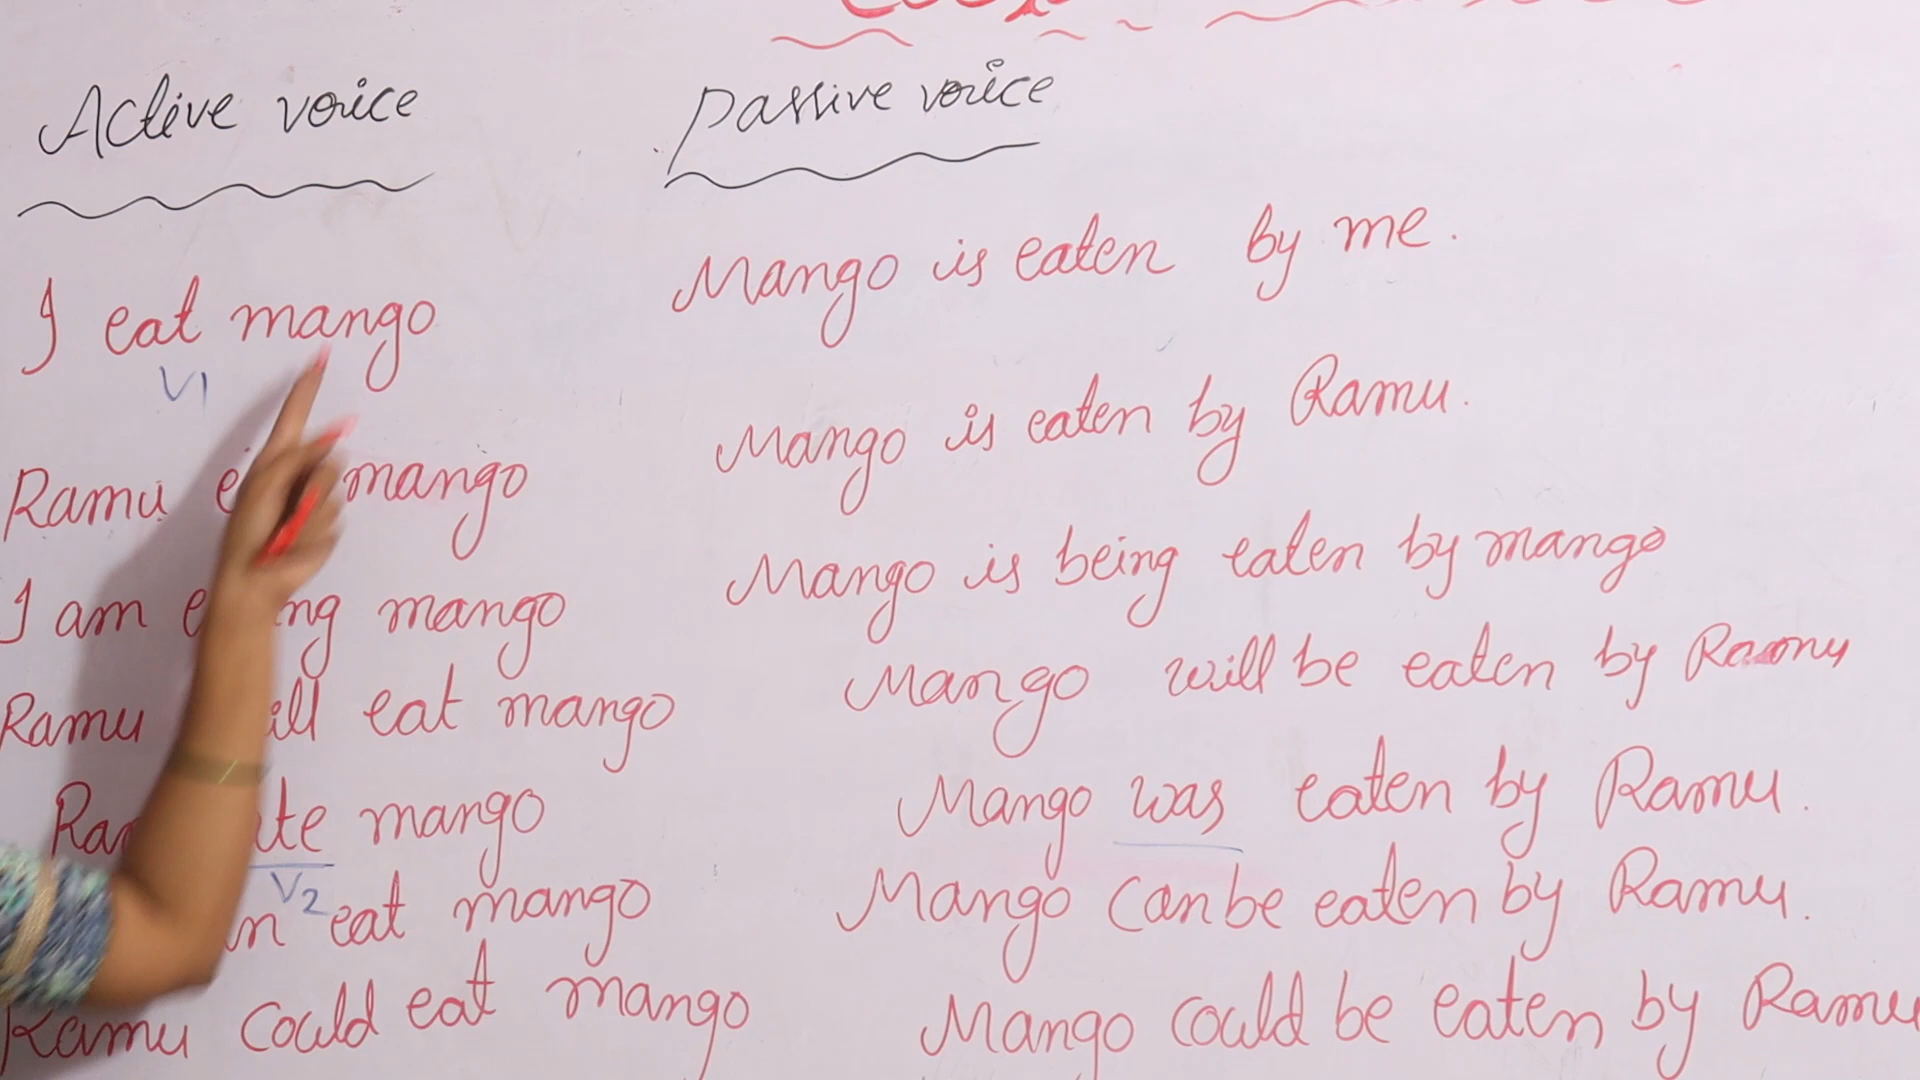 Active voice Passive voice
I eat mango Mango is eaten by me.
V1
Ramu mango Mango is eaten by Ramu.
I am mango Mango is being eaten by mango
Ramu eat mango Mango will be eaten by Ramu
mango Mango was eaten by Ramu.
V2
eat mango Mango can be eaten by Ramu.
Ramu could eat mango Mango could be eaten by Ramu